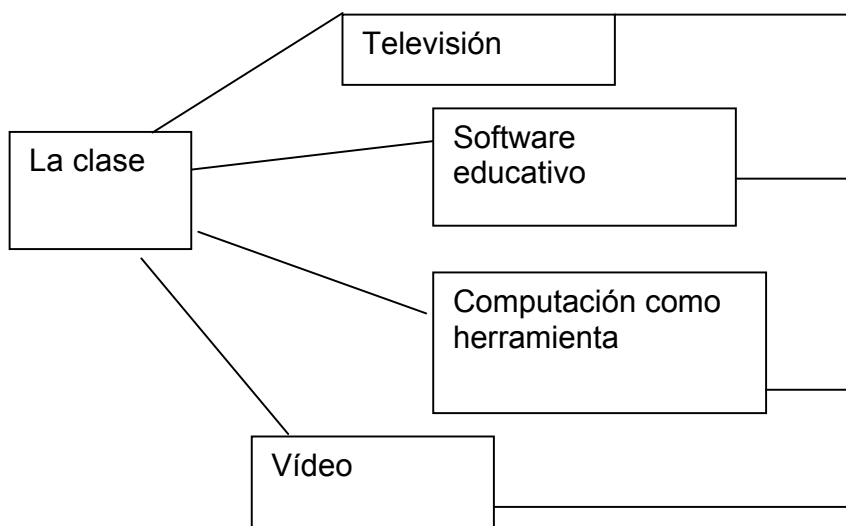 Televisión
La clase
Software
educativo
Computación como
herramienta
Vídeo